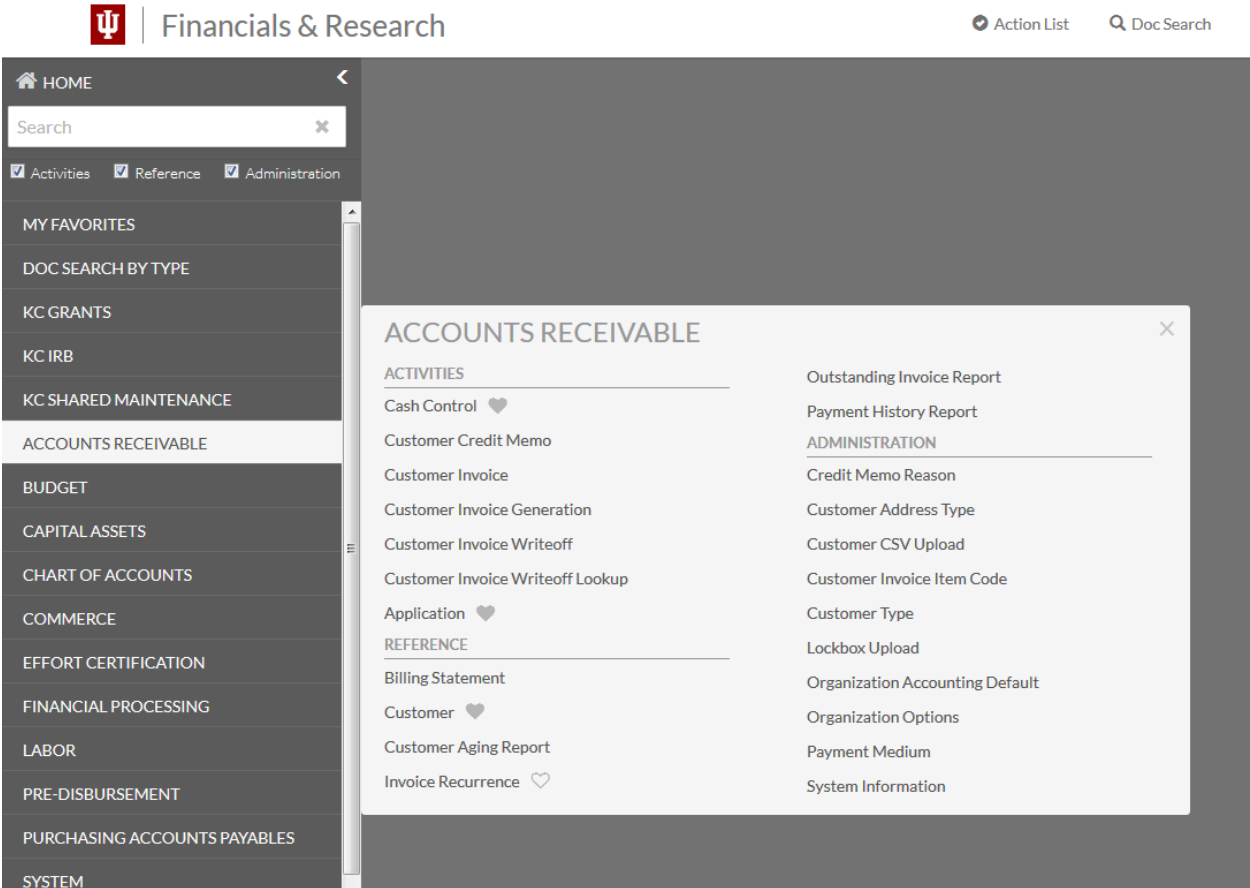 Financials & Research
Action List
Doc Search
HOME
Search
Activities
Reference
Administration
MY FAVORITES
DOC SEARCH BY TYPE
KC GRANTS
KC IRB
KC SHARED MAINTENANCE
ACCOUNTS RECEIVABLE
BUDGET
CAPITAL ASSETS
CHART OF ACCOUNTS
COMMERCE
EFFORT CERTIFICATION
FINANCIAL PROCESSING
LABOR
PRE-DISBURSEMENT
PURCHASING ACCOUNTS PAYABLES
SYSTEM
ACCOUNTS RECEIVABLE
ACTIVITIES
Cash Control
Customer Credit Memo
Customer Invoice
Customer Invoice Generation
Customer Invoice Writeoff
Customer Invoice Writeoff Lookup
Application
REFERENCE
Billing Statement
Customer
Customer Aging Report
Invoice Recurrence
Outstanding Invoice Report
Payment History Report
ADMINISTRATION
Credit Memo Reason
Customer Address Type
Customer CSV Upload
Customer Invoice Item Code
Customer Type
Lockbox Upload
Organization Accounting Default
Organization Options
Payment Medium
System Information